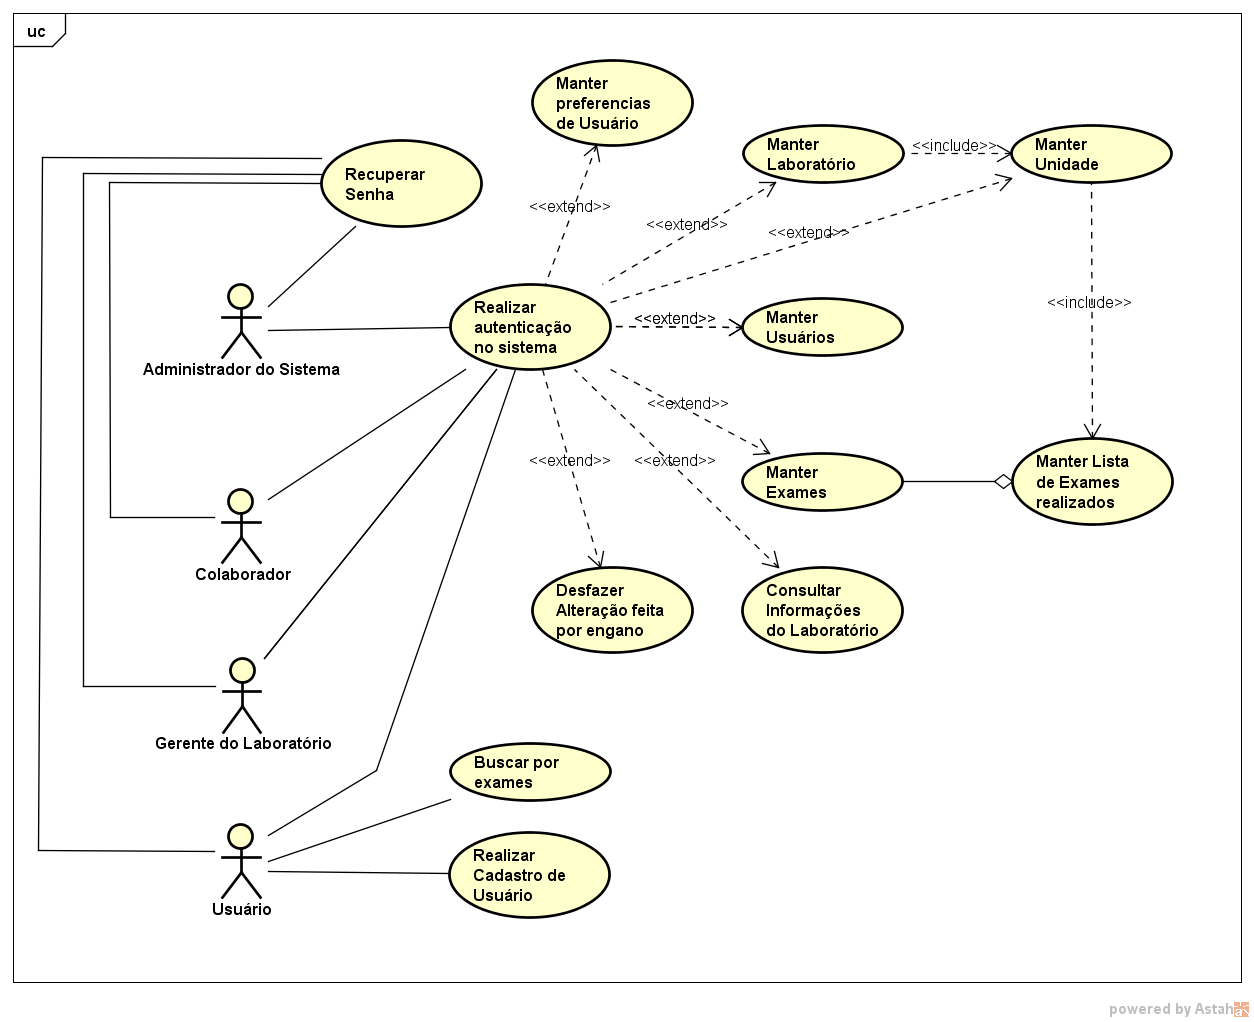 uc
Manter
preferencias
de Usuário
Manter
Laboratório
<<include>>
Manter
Unidade
Recuperar
Senha
<<extend>>
<<extend>>
<<extend>>
Realizar
autenticação
no sistema
<<extend>>
Manter
Usuários
<<include>>
Administrador do Sistema
<<extend>>
<<extend>>
<<extend>>
Manter
Exames
Manter Lista
de Exames
realizados
Colaborador
Desfazer
Alteração feita
por engano
Consultar
Informações
do Laboratório
Gerente do Laboratório
Buscar por
exames
Realizar
Cadastro de
Usuário
Usuário
powered by Astah